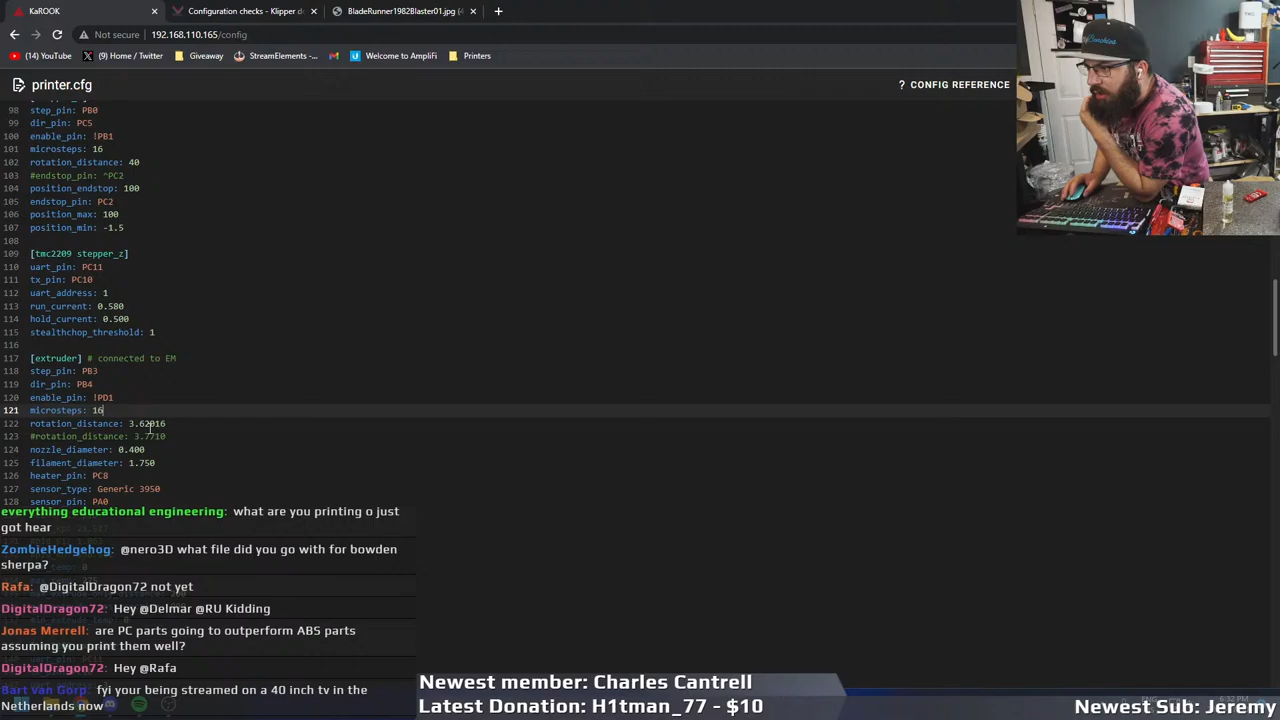 KaROOK
Configuration checks - Klipper do
BladeRunner1982Blaster01.jpg (4
Not secure
192.168.110.165/config
(14) YouTube
(9) Home / Twitter
Giveaway
StreamElements -...
Welcome to AmpliFi
Printers
printer.cfg
? CONFIG REFERENCE
98 step_pin: PB0
99 dir_pin: PC5
100 enable_pin: !PB1
101 microsteps: 16
102 rotation_distance: 40
103 #endstop_pin: ^PC2
104 position_endstop: 100
105 endstop_pin: PC2
106 position_max: 100
107 position_min: -1.5
108
109 [tmc2209 stepper_z]
110 uart_pin: PC11
111 tx_pin: PC10
112 uart_address: 1
113 run_current: 0.580
114 hold_current: 0.500
115 stealthchop_threshold: 1
116
117 [extruder] # connected to EM
118 step_pin: PB3
119 dir_pin: PB4
120 enable_pin: !PD1
121 microsteps: 16
122 rotation_distance: 3.62016
123 #rotation_distance: 3.7710
124 nozzle_diameter: 0.400
125 filament_diameter: 1.750
126 heater_pin: PC8
127 sensor_type: Generic 3950
128 sensor_pin: PA0
everything educational engineering: what are you printing o just
got hear
ZombieHedgehog: @nero3D what file did you go with for bowden
sherpa?
Rafa: @DigitalDragon72 not yet
DigitalDragon72: Hey @Delmar @RU Kidding
Jonas Merrell: are PC parts going to outperform ABS parts
assuming you print them well?
DigitalDragon72: Hey @Rafa
Bart van Gorp: fyi your being streamed on a 40 inch tv in the
Netherlands now
Newest member: Charles Cantrell
Latest Donation: H1tman_77 - $10
Newest Sub: Jeremy